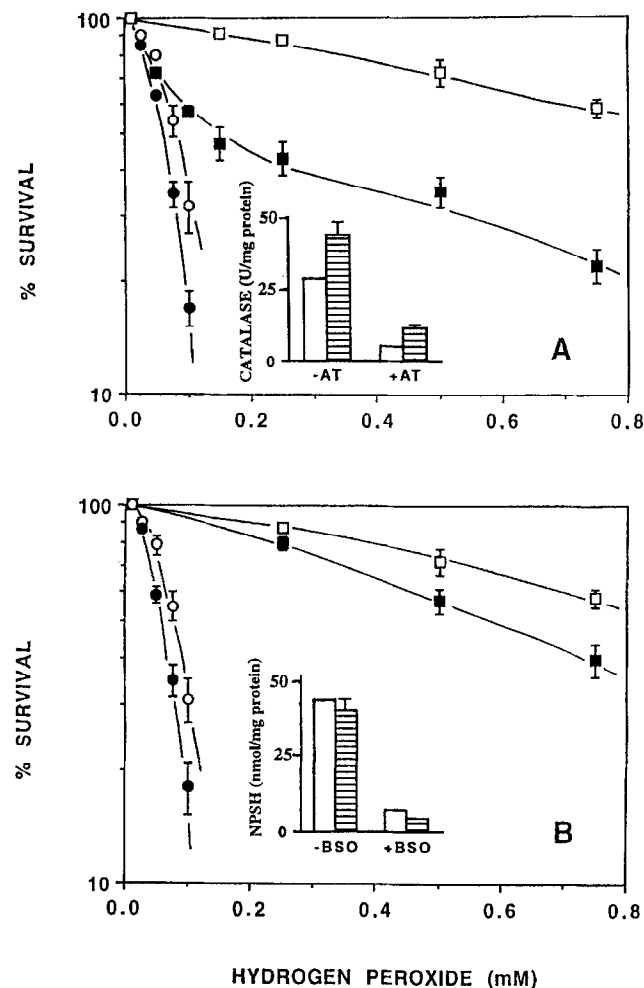 100
% SURVIVAL
10
50
25
0
CATALASE (U/mg protein)
-AT +AT
A
0.0 0.2 0.4 0.6 0.8
100
% SURVIVAL
10
50
25
0
NPSH (nmol/mg protein)
-BSO +BSO
B
0.0 0.2 0.4 0.6 0.8
HYDROGEN PEROXIDE (mM)